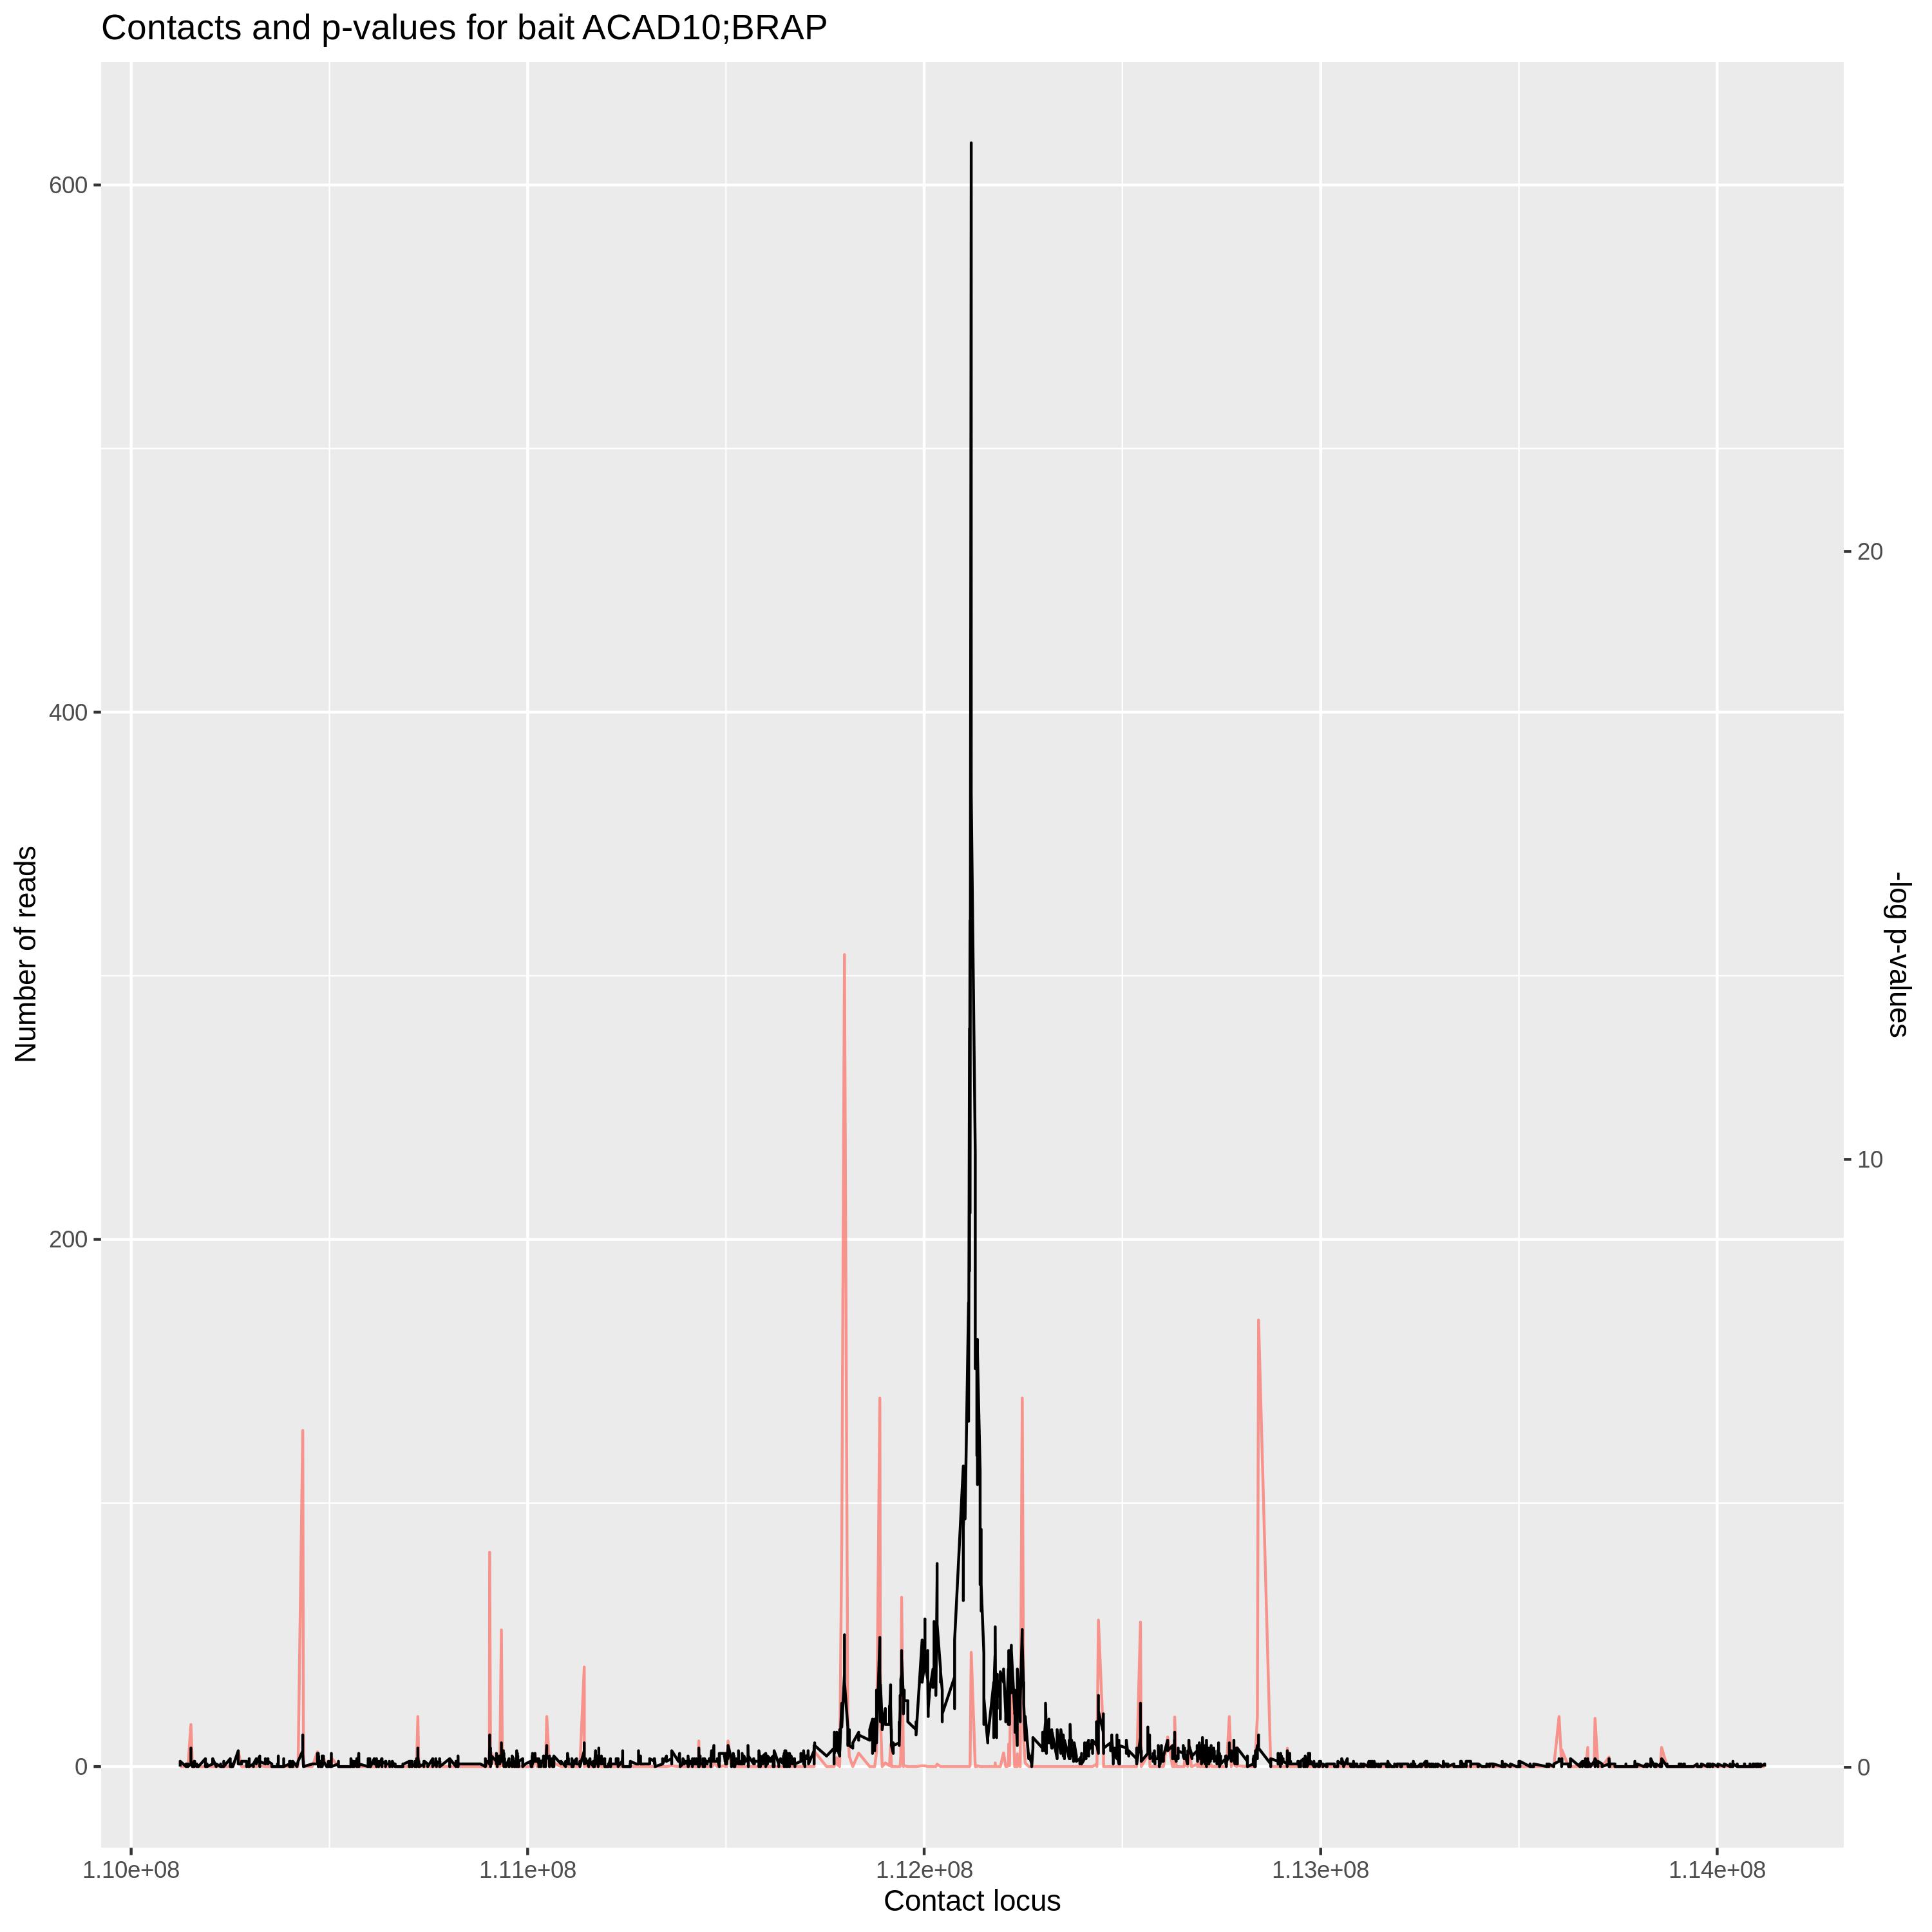 Contacts and p-values for bait ACAD10;BRAP
600
400
200
0
Number of reads
20
10
0
-log p-values
1.10e+08
1.11e+08
1.12e+08
1.13e+08
1.14e+08
Contact locus